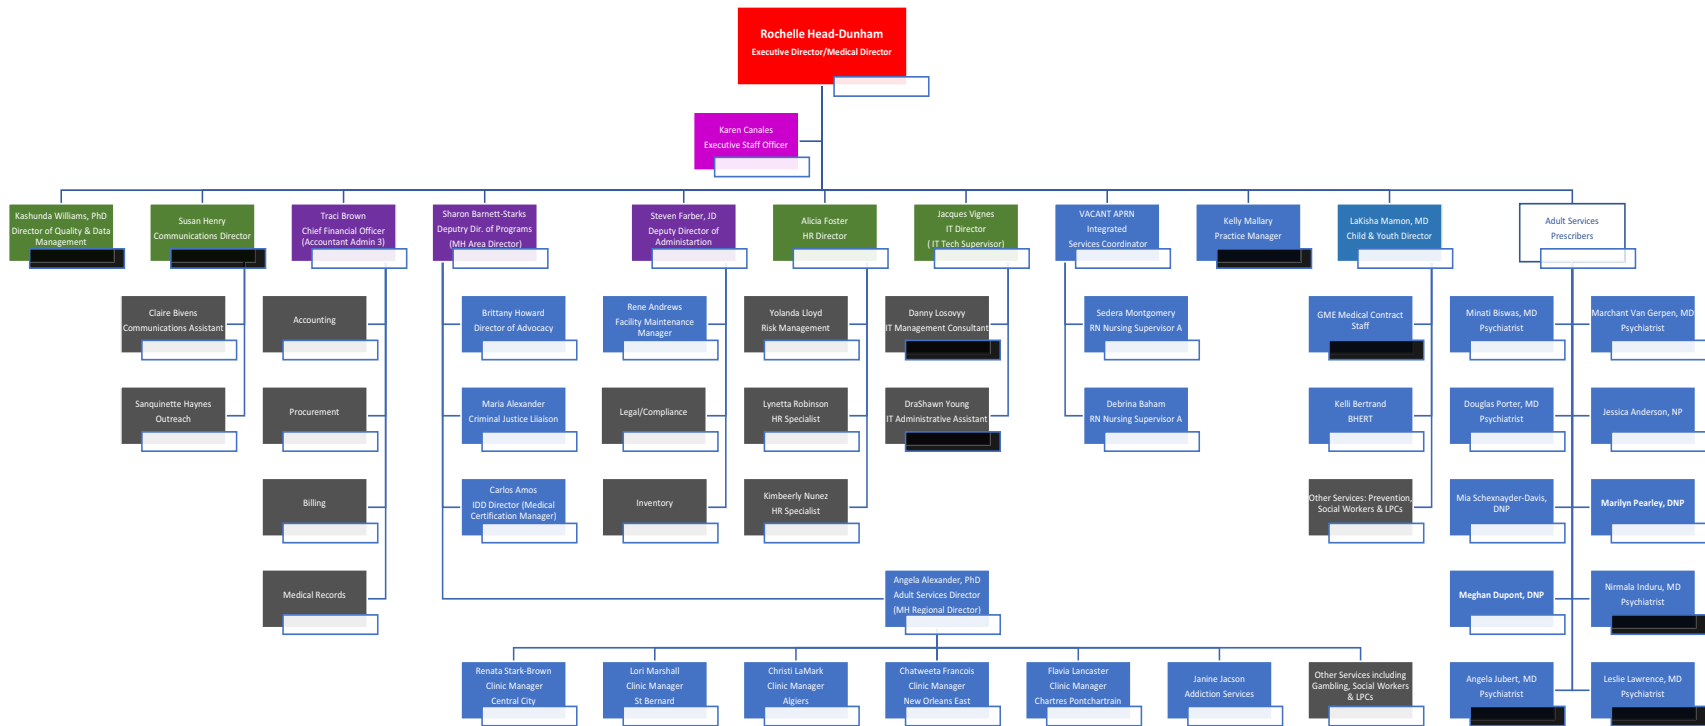 Rochelle Head-Dunham
Executive Director/Medical Director
Karen Canales
Executive Staff Officer
Kashunda Williams, PhD
Director of Quality & Data
Management
Susan Henry
Communications Director
Traci Brown
Chief Financial Officer
(Accountant Admin 3)
Sharon Barnett-Starks
Deputry Dir. of Programs
(MH Area Director)
Steven Farber, JD
Deputy Director of
Administartion
Alicia Foster
HR Director
Jacques Vignes
IT Director
( IT Tech Supervisor)
VACANT APRN
Integrated
Services Coordinator
Kelly Mallary
Practice Manager
LaKisha Mamon, MD
Child & Youth Director
Adult Services
Prescribers
Claire Bivens
Communications Assistant
Accounting
Brittany Howard
Director of Advocacy
Rene Andrews
Facility Maintenance
Manager
Yolanda Lloyd
Risk Management
Danny Losovyy
IT Management Consultant
Sedera Montgomery
RN Nursing Supervisor A
GME Medical Contract
Staff
Minati Biswas, MD
Psychiatrist
Marchant Van Gerpen, MD
Psychiatrist
Sanquinette Haynes
Outreach
Procurement
Maria Alexander
Criminal Justice Liiaison
Legal/Compliance
Lynetta Robinson
HR Specialist
DraShawn Young
IT Administrative Assistant
Debrina Baham
RN Nursing Supervisor A
Kelli Bertrand
BHERT
Douglas Porter, MD
Psychiatrist
Jessica Anderson, NP
Billing
Carlos Amos
IDD Director (Medical
Certification Manager)
Inventory
Kimbeerly Nunez
HR Specialist
Other Services: Prevention,
Social Workers & LPCs
Mia Schexnayder-Davis,
DNP
Marilyn Pearley, DNP
Medical Records
Angela Alexander, PhD
Adult Services Director
(MH Regional Director)
Meghan Dupont, DNP
Nirmala Induru, MD
Psychiatrist
Renata Stark-Brown
Clinic Manager
Central City
Lori Marshall
Clinic Manager
St Bernard
Christi LaMark
Clinic Manager
Algiers
Chatweeta Francois
Clinic Manager
New Orleans East
Flavia Lancaster
Clinic Manager
Chartres Pontchartrain
Janine Jacson
Addiction Services
Other Services including
Gambling, Social Workers
& LPCs
Angela Jubert, MD
Psychiatrist
Leslie Lawrence, MD
Psychiatrist